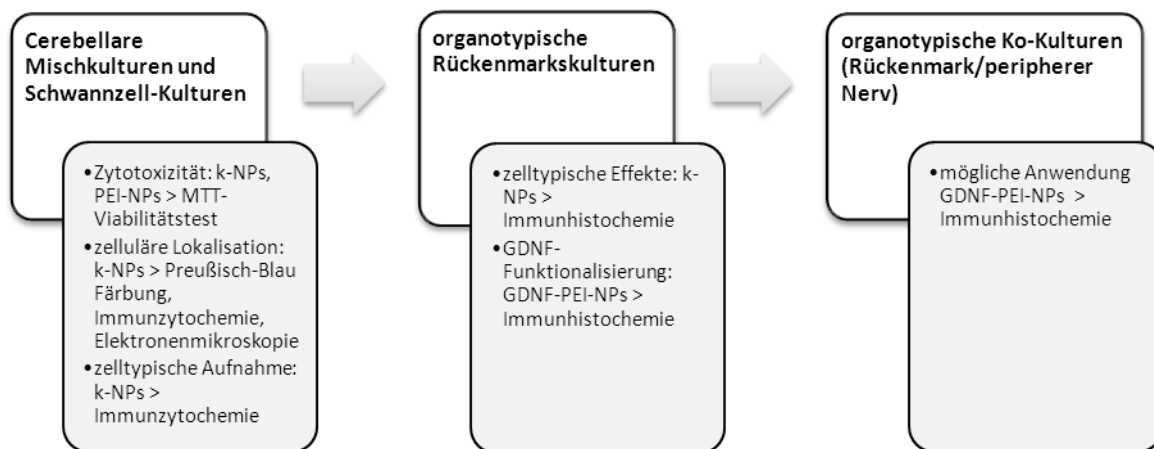 Cerebellare
Mischkulturen und
Schwannzell-Kulturen
•Zytotoxizität: k-NPs,
PEI-NPs > MTT-
Viabilitätstest
•zelluläre Lokalisation:
k-NPs > Preußisch-Blau
Färbung,
Immunzytochemie,
Elektronenmikroskopie
•zelltypische Aufnahme:
k-NPs >
Immunzytochemie
organotypische
Rückenmarkskulturen
•zelltypische Effekte: k-
NPs >
Immunhistochemie
•GDNF-
Funktionalisierung:
GDNF-PEI-NPs >
Immunhistochemie
organotypische Ko-Kulturen
(Rückenmark/peripherer
Nerv)
•mögliche Anwendung
GDNF-PEI-NPs >
Immunhistochemie